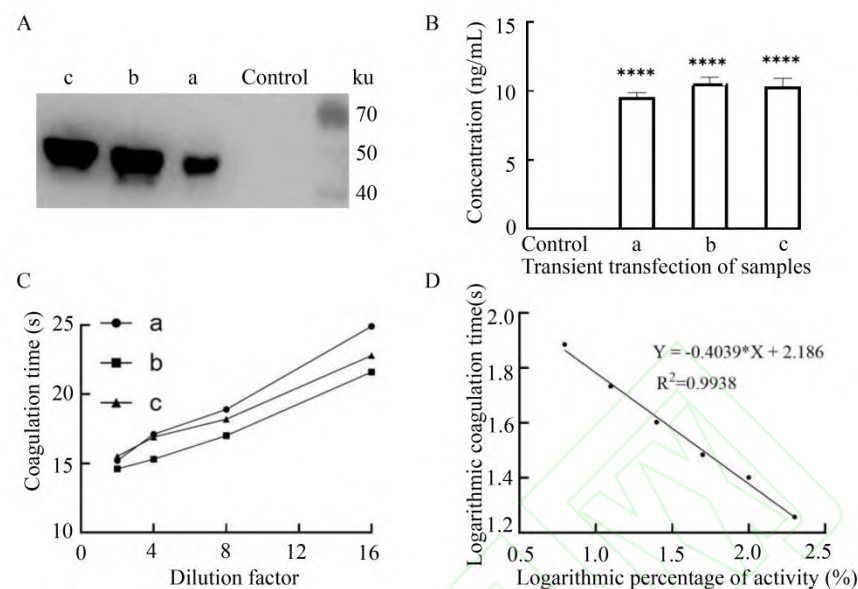 A
c b a Control ku
70
50
40
B
Concentration (ng/mL)
15
10
5
0
**** **** ****
Control a b c
Transient transfection of samples
C
Coagulation time (s)
25
20
15
10
a
b
c
0 4 8 12 16
Dilution factor
D
Logarithmic coagulation time(s)
2.0
1.8
1.6
1.4
1.2
Y = -0.4039*X + 2.186
R²=0.9938
0.5 1.0 1.5 2.0 2.5
Logarithmic percentage of activity (%)